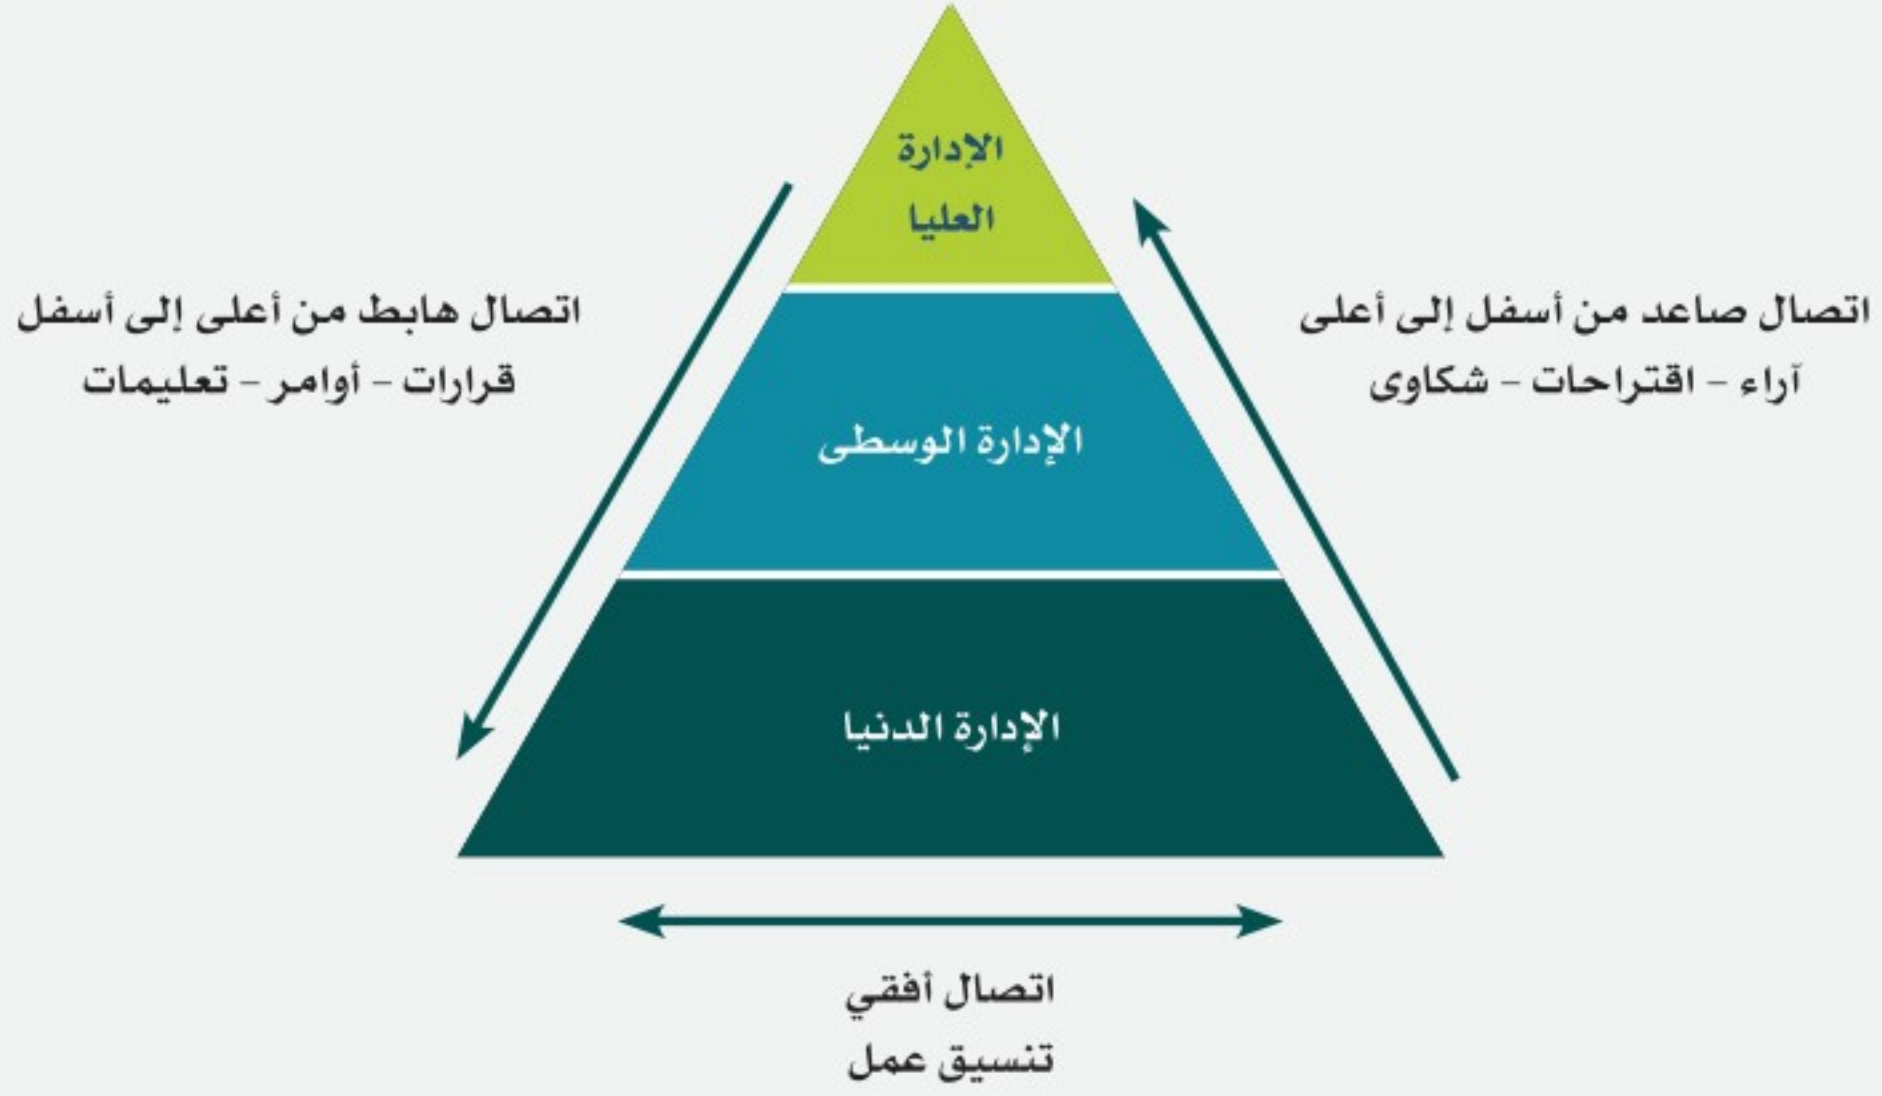 الإدارة
العليا
اتصال صاعد من أسفل إلى أعلى
آراء – اقتراحات – شكاوى
اتصال هابط من أعلى إلى أسفل
قرارات – أوامر – تعليمات
الإدارة الوسطى
الإدارة الدنيا
اتصال أفقي
تنسيق عمل